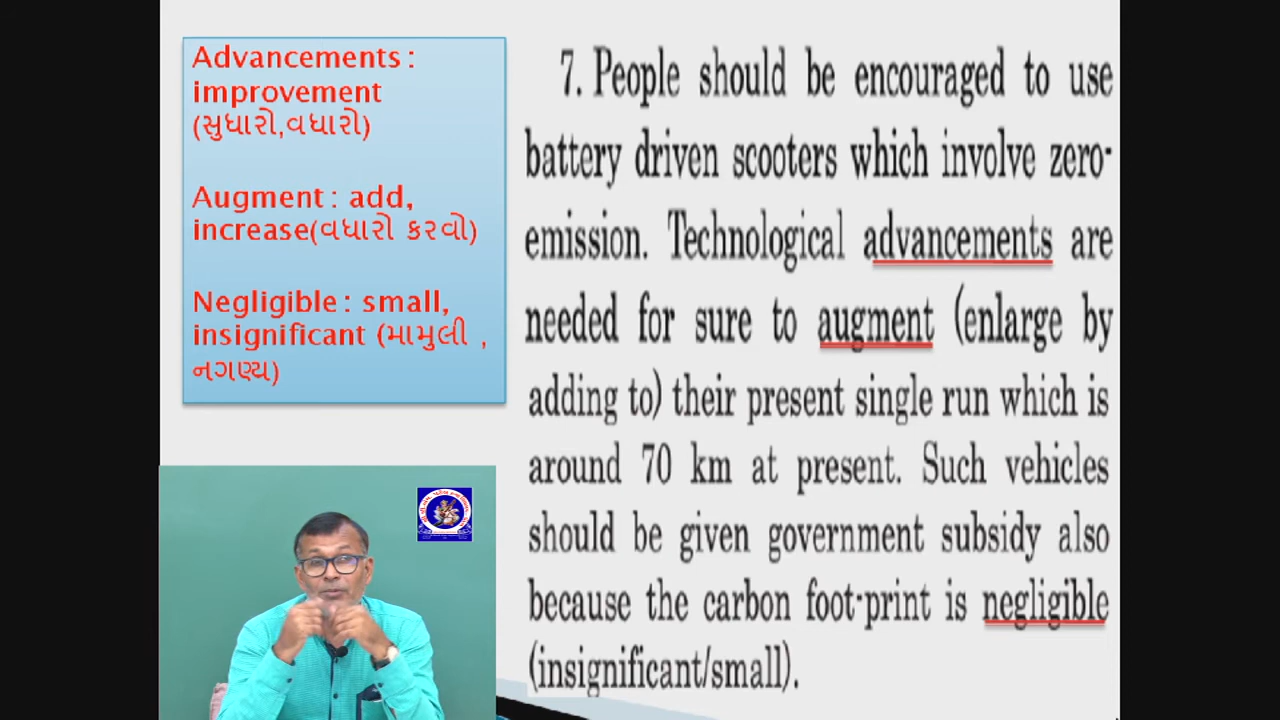 Advancements :
improvement
(સુધારો,વધારો)
Augment : add,
increase(વધારો કરવો)
Negligible : small,
insignificant (મામુલી ,
નગણ્ય)
7. People should be encouraged to use
battery driven scooters which involve zero-
emission. Technological advancements are
needed for sure to augment (enlarge by
adding to) their present single run which is
around 70 km at present. Such vehicles
should be given government subsidy also
because the carbon foot-print is negligible
(insignificant/small).